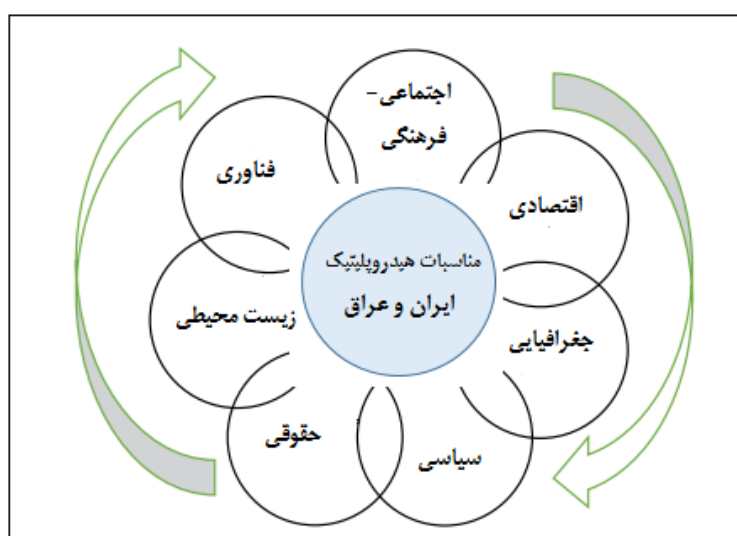 اجتماعی-
فرهنگی
اقتصادی
جغرافیایی
سیاسی
حقوقی
زیست محیطی
فناوری
مناسبات هیدروپلیتیک
ایران و عراق